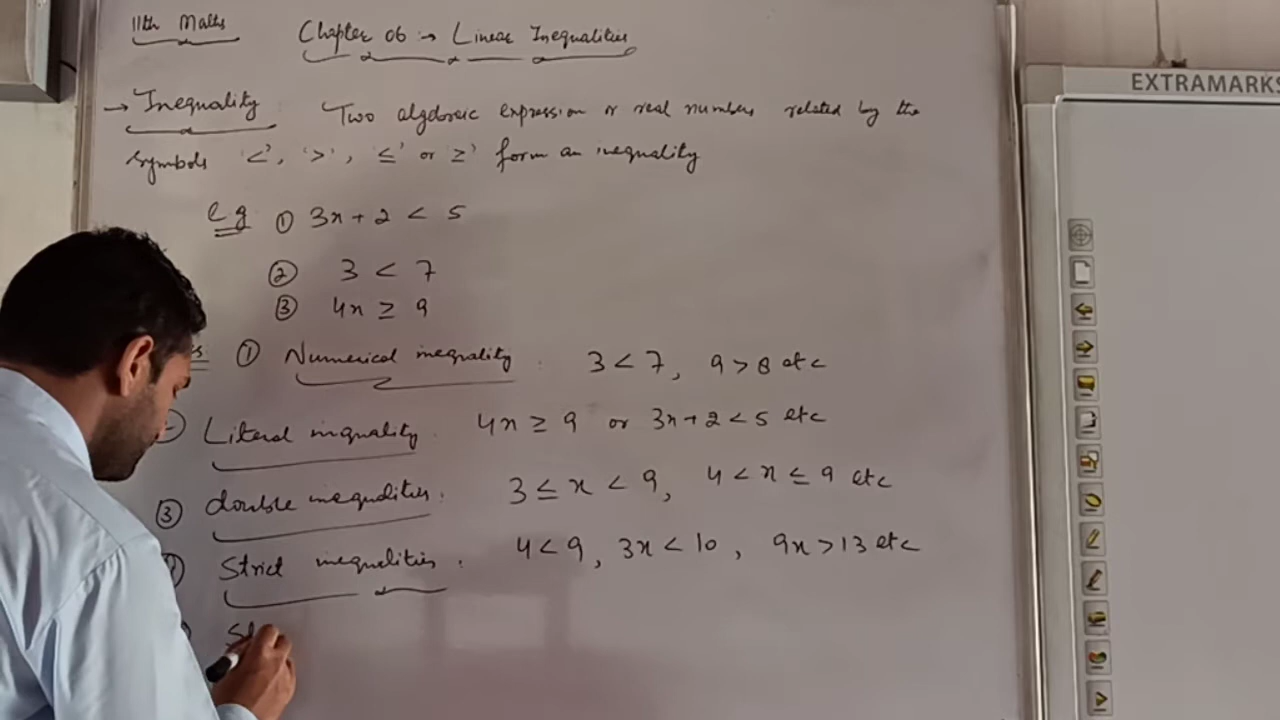 11th Maths Chapter 06 :→ Linear Inequalities
EXTRAMARKS
→ Inequality Two algebraic expression or real numbers related by the
symbols '<', '>', '≤' or '≥' form an inequality
eg ① 3x + 2 < 5
② 3 < 7
③ 4x ≥ 9
① Numerical inequality . 3 < 7, 9 > 8 etc
Literal inequality . 4x ≥ 9 or 3x + 2 < 5 etc
③ double inequalities . 3 ≤ x < 9, 4 < x ≤ 9 etc
Strict inequalities . 4 < 9, 3x < 10, 9x > 13 etc